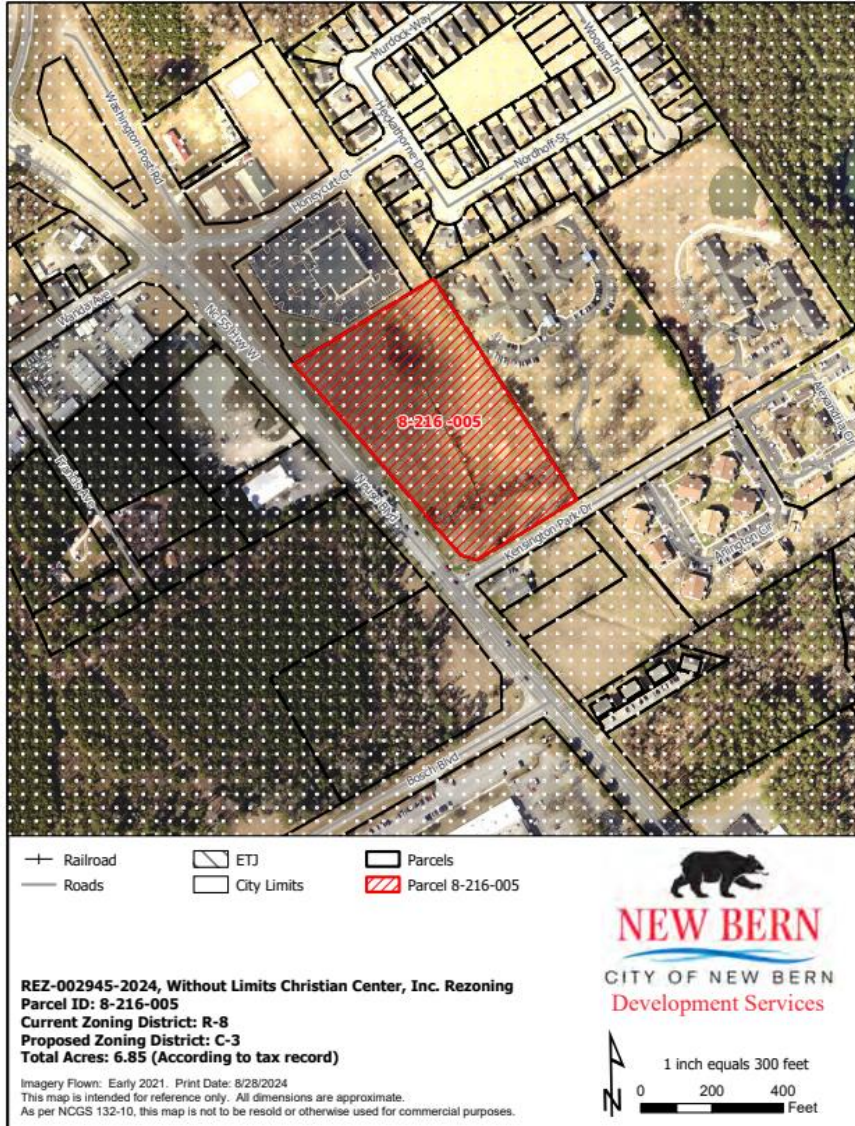 Murdock Way
Woolard Trl
Washington Post Rd
Heckathorne Dr
Nordhoff St
Honeycutt Ct
Wanda Ave
Nc 55 Hwy W
8-216 -005
Alexandria Ct
Francis Ave
Neuse Blvd
Kensington Park Dr
Arlington Cir
Bosch Blvd
Railroad
ETJ
Parcels
Roads
City Limits
Parcel 8-216-005
NEW BERN
CITY OF NEW BERN
Development Services
REZ-002945-2024, Without Limits Christian Center, Inc. Rezoning
Parcel ID: 8-216-005
Current Zoning District: R-8
Proposed Zoning District: C-3
Total Acres: 6.85 (According to tax record)
Imagery Flown: Early 2021. Print Date: 8/28/2024
This map is intended for reference only. All dimensions are approximate.
As per NCGS 132-10, this map is not to be resold or otherwise used for commercial purposes.
N
1 inch equals 300 feet
0 200 400
Feet